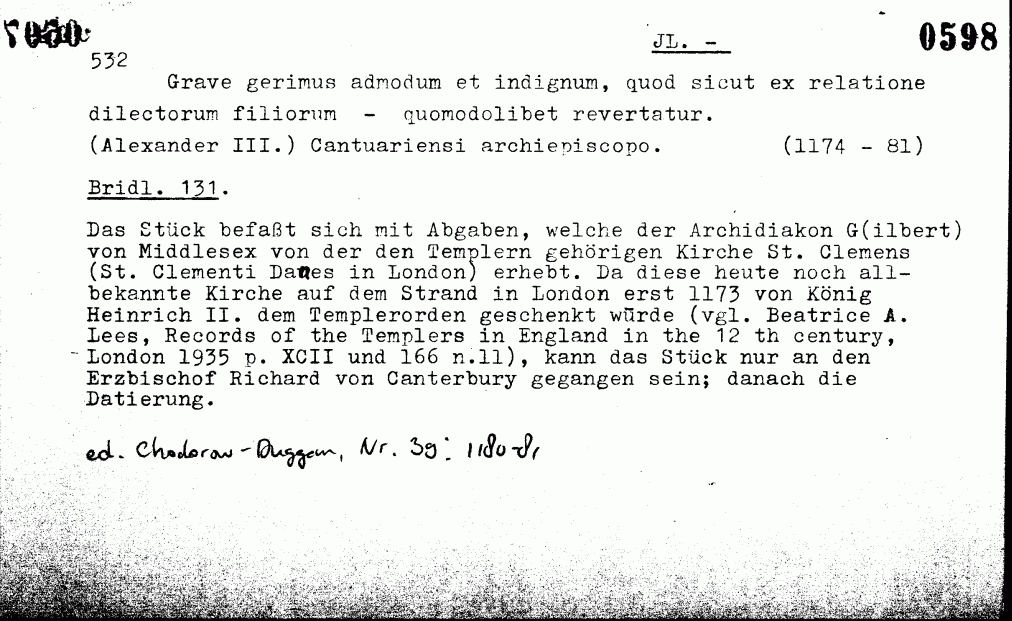 JL. - 0598
532
Grave gerimus admodum et indignum, quod sicut ex relatione
dilectorum filiorum - quomodolibet revertatur.
(Alexander III.) Cantuariensi archiepiscopo. (1174 - 81)
Bridl. 131.
Das Stück befaßt sich mit Abgaben, welche der Archidiakon G(ilbert)
von Middlesex von der den Templern gehörigen Kirche St. Clemens
(St. Clementi Danes in London) erhebt. Da diese heute noch all-
bekannte Kirche auf dem Strand in London erst 1173 von König
Heinrich II. dem Templerorden geschenkt wurde (vgl. Beatrice A.
Lees, Records of the Templers in England in the 12 th century,
London 1935 p. XCII und 166 n.11), kann das Stück nur an den
Erzbischof Richard von Canterbury gegangen sein; danach die
Datierung.
ed. Chodorow-Duggan, Nr. 39: 1180-81